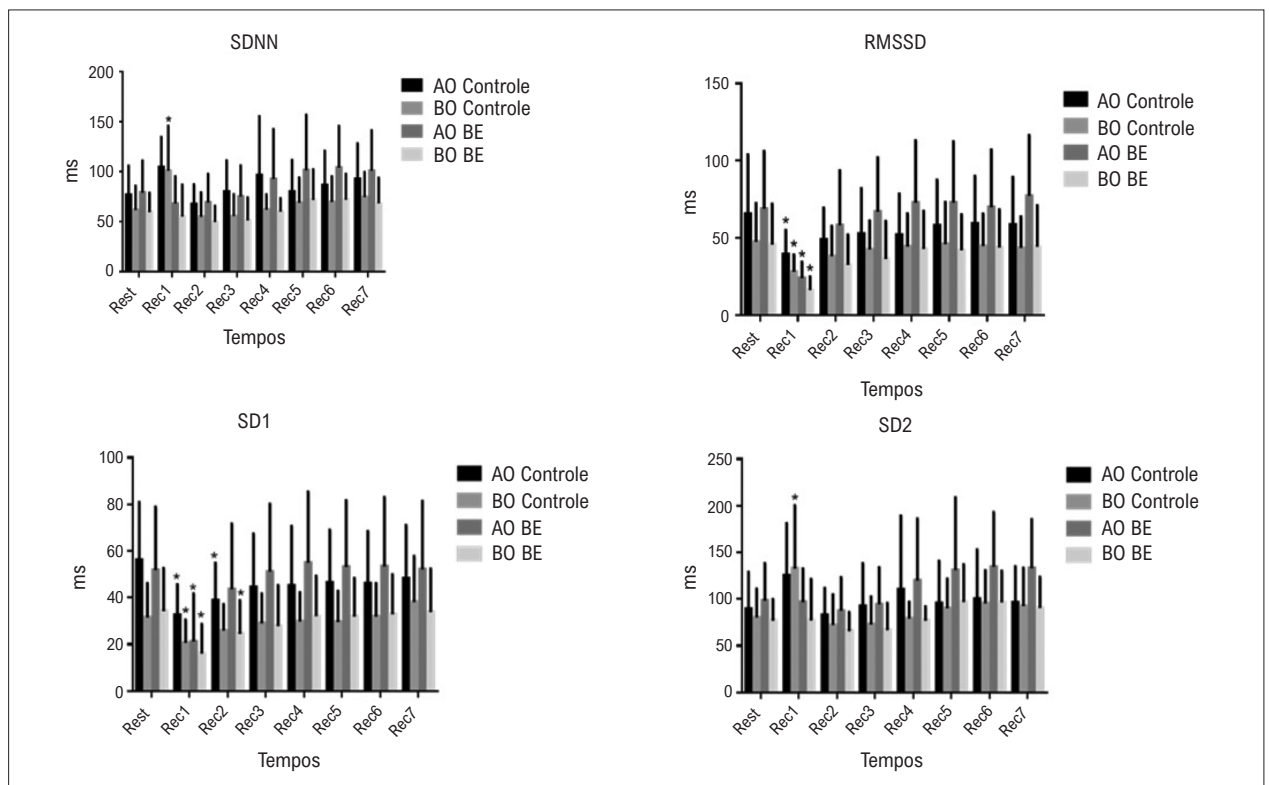 SDNN
200
150
100
50
0
ms
*
Rest
Rec1
Rec2
Rec3
Rec4
Rec5
Rec6
Rec7
Tempos
AO Controle
BO Controle
AO BE
BO BE
RMSSD
150
100
50
0
ms
*
*
*
*
Rest
Rec1
Rec2
Rec3
Rec4
Rec5
Rec6
Rec7
Tempos
AO Controle
BO Controle
AO BE
BO BE
SD1
100
80
60
40
20
0
ms
*
*
*
*
*
*
Rest
Rec1
Rec2
Rec3
Rec4
Rec5
Rec6
Rec7
Tempos
AO Controle
BO Controle
AO BE
BO BE
SD2
250
200
150
100
50
0
ms
*
Rest
Rec1
Rec2
Rec3
Rec4
Rec5
Rec6
Rec7
Tempos
AO Controle
BO Controle
AO BE
BO BE